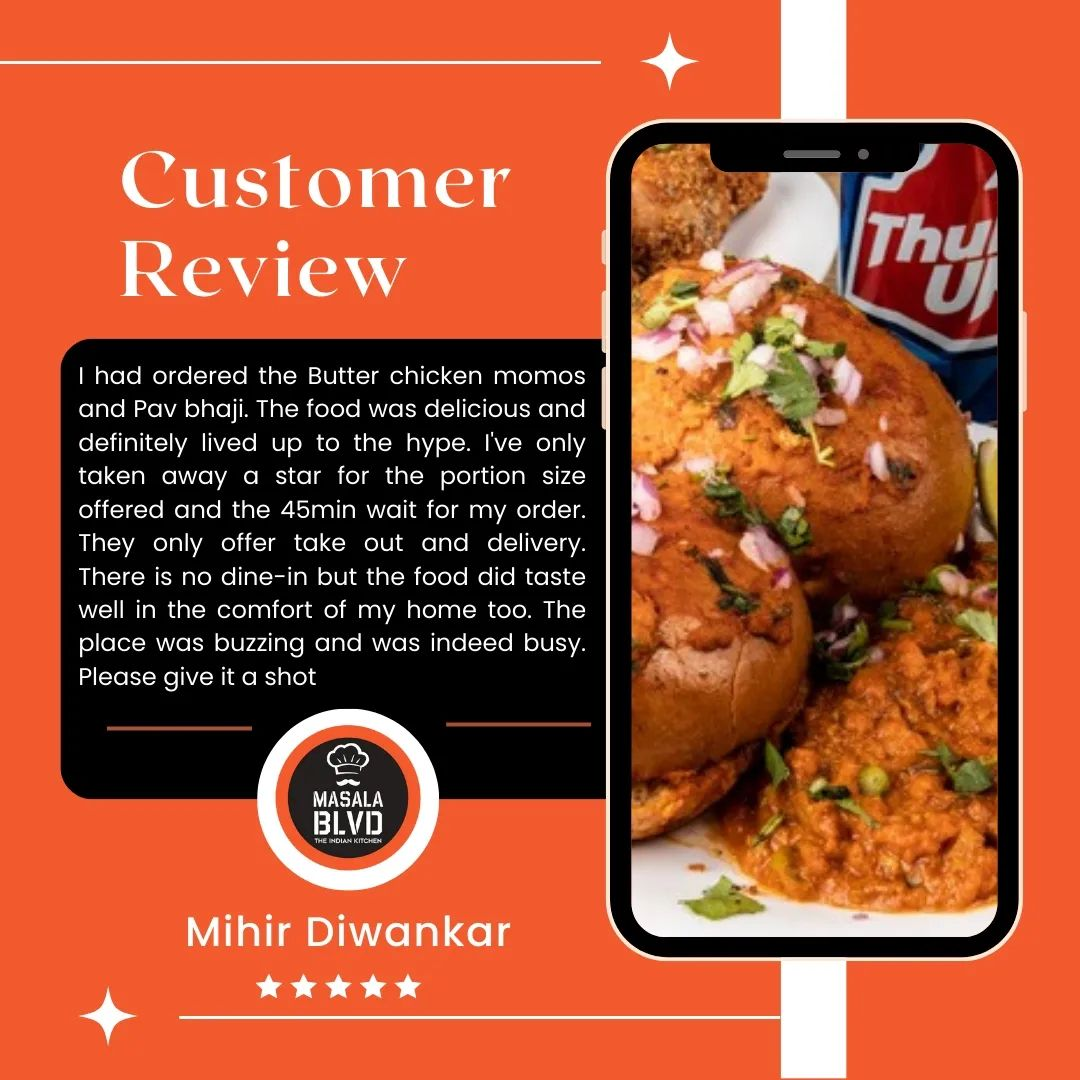 Customer
Review
I had ordered the Butter chicken momos
and Pav bhaji. The food was delicious and
definitely lived up to the hype. I've only
taken away a star for the portion size
offered and the 45min wait for my order.
They only offer take out and delivery.
There is no dine-in but the food did taste
well in the comfort of my home too. The
place was buzzing and was indeed busy.
Please give it a shot
MASALA
BLVD
THE INDIAN KITCHEN
Mihir Diwankar
Thu
U